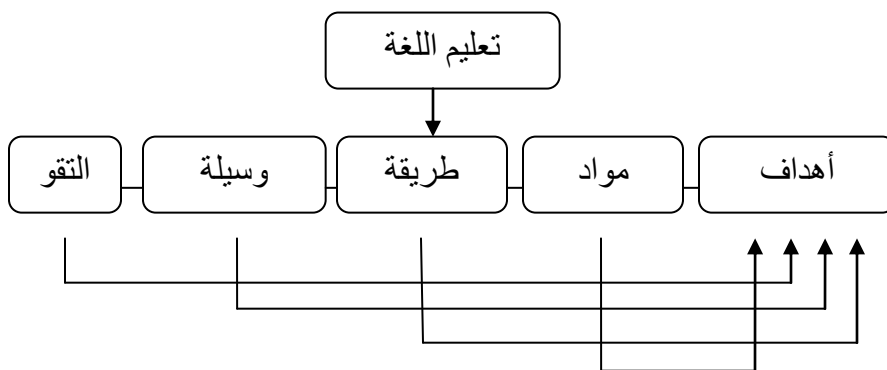 تعليم اللغة
أهداف
مواد
طريقة
وسيلة
التقو